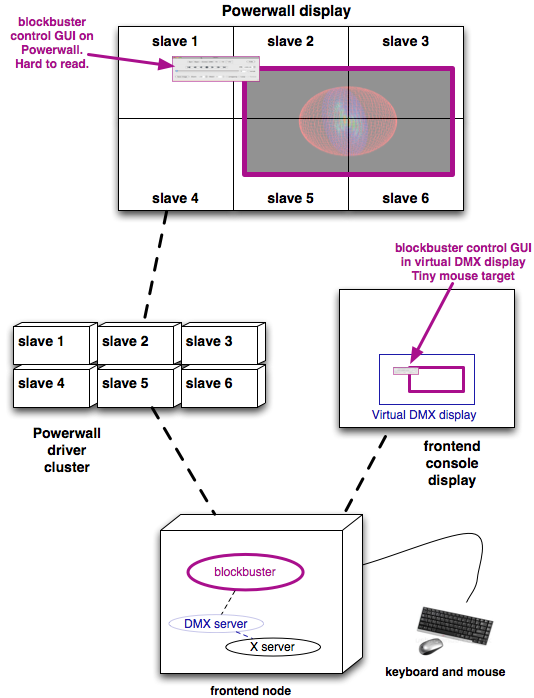 Powerwall display
blockbuster
control GUI on
Powerwall.
Hard to read.
slave 1
slave 2
slave 3
slave 4
slave 5
slave 6
blockbuster control GUI
in virtual DMX display
Tiny mouse target
slave 1
slave 2
slave 3
slave 4
slave 5
slave 6
Virtual DMX display
Powerwall
driver
cluster
frontend
console
display
blockbuster
DMX server
X server
keyboard and mouse
frontend node